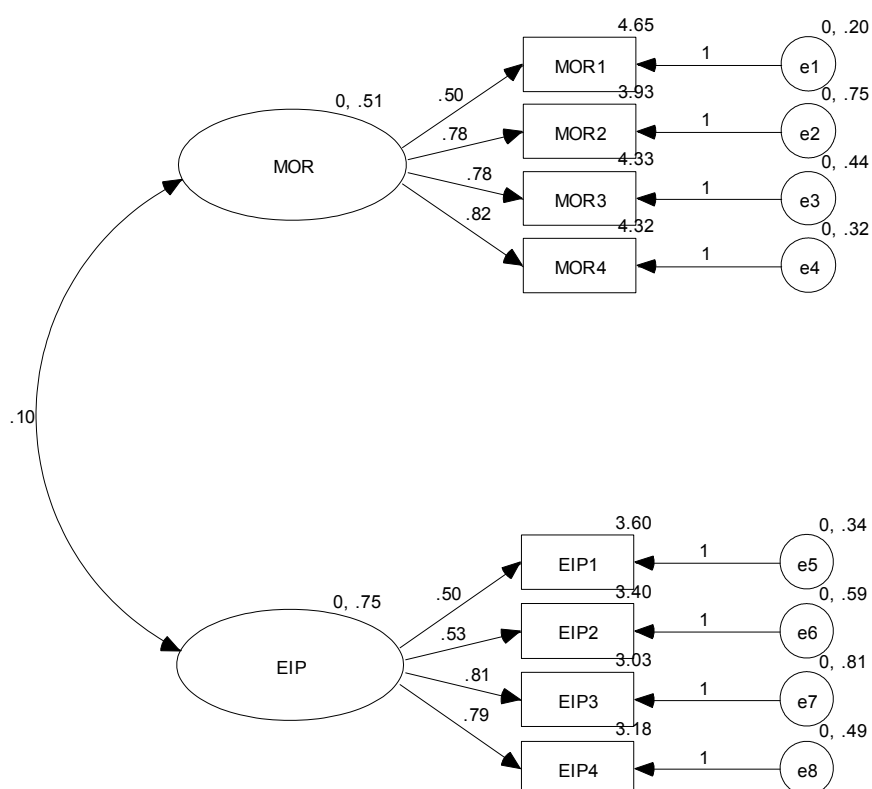 4.65 0, .20
MOR1 1 e1
0, .51 .50 3.93 0, .75
MOR .78 MOR2 1 e2
.78 4.33 0, .44
MOR3 1 e3
.82 4.32 0, .32
MOR4 1 e4
.10
3.60 0, .34
EIP1 1 e5
0, .75 .50 3.40 0, .59
EIP .53 EIP2 1 e6
.81 3.03 0, .81
EIP3 1 e7
.79 3.18 0, .49
EIP4 1 e8